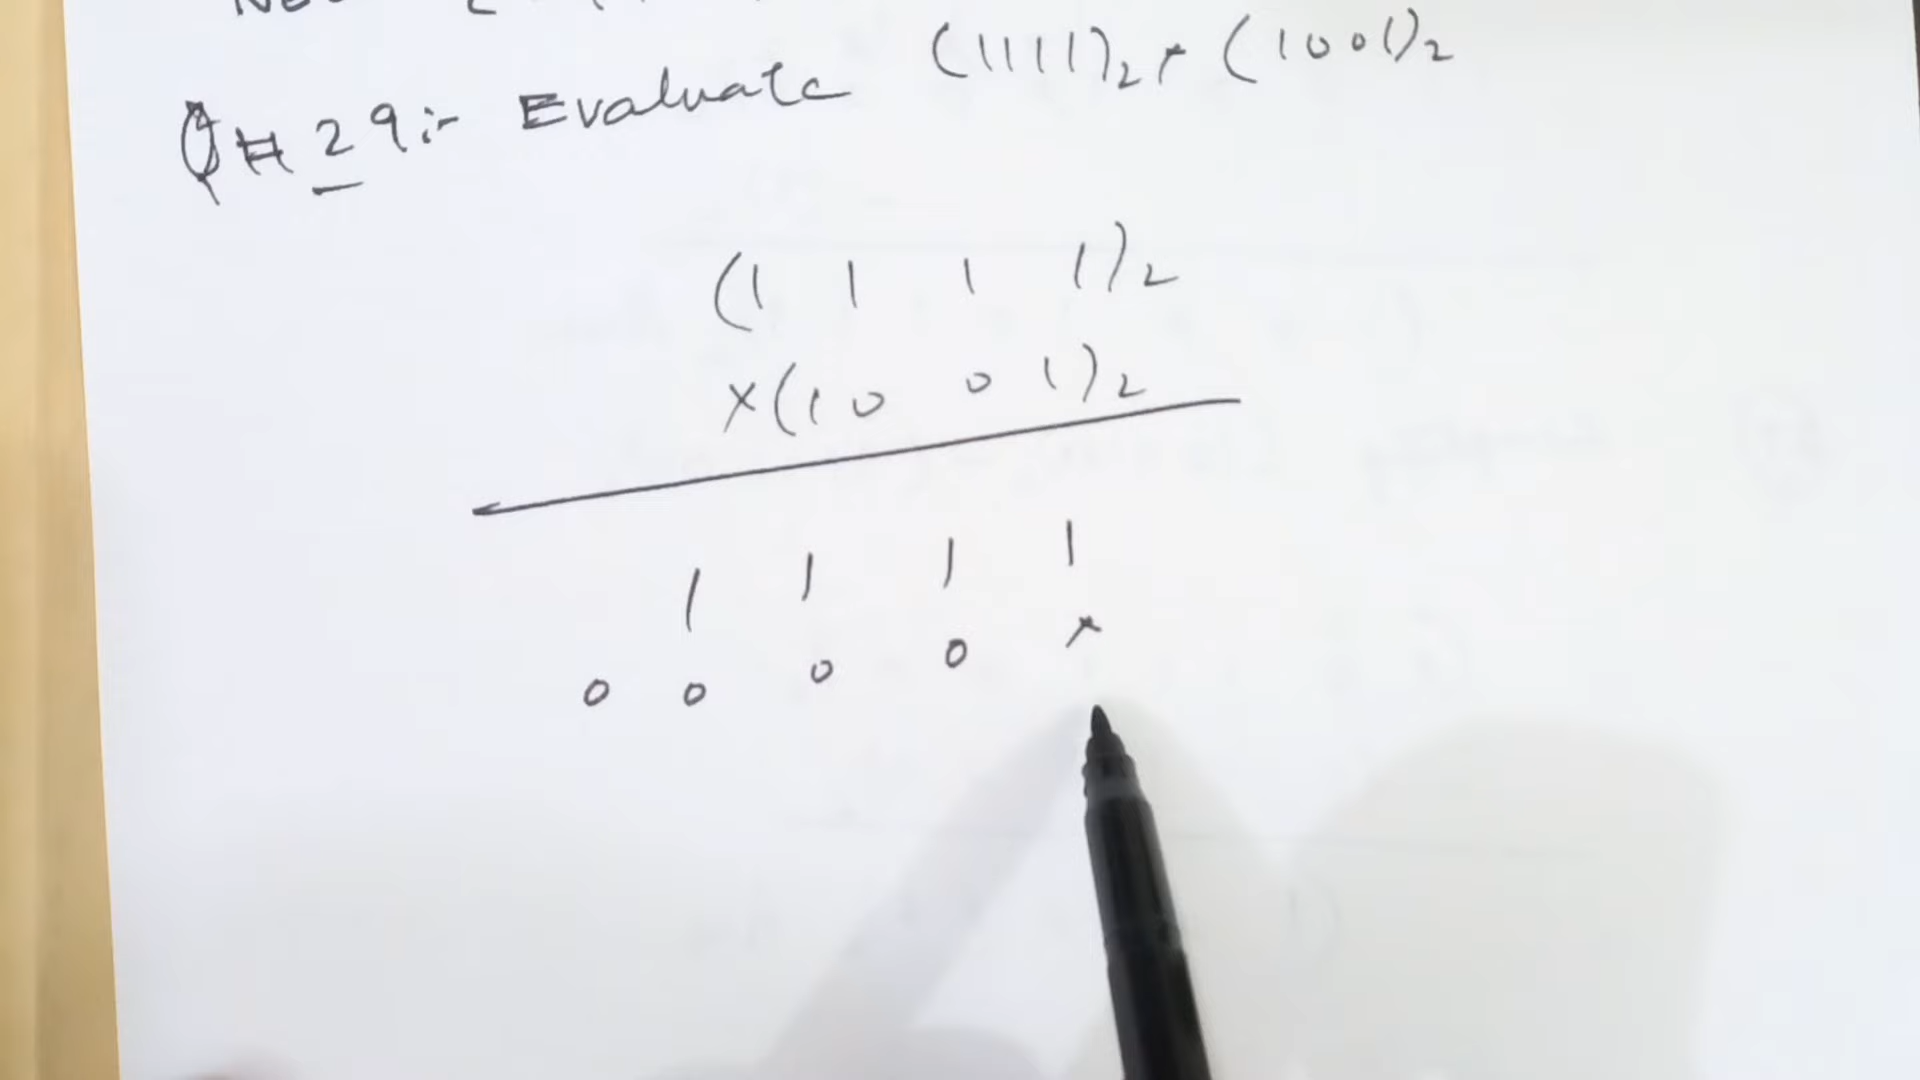 Q# 29:- Evaluate (1111)₂ × (1001)₂
(1 1 1 1)₂
×(1 0 0 1)₂
1 1 1 1
0 0 0 0 ×